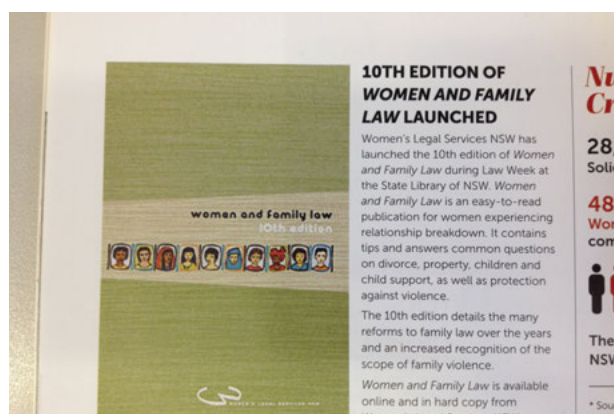 women and family law
10th edition
WOMEN'S LEGAL SERVICES NSW
10TH EDITION OF
WOMEN AND FAMILY
LAW LAUNCHED
Women's Legal Services NSW has
launched the 10th edition of Women
and Family Law during Law Week at
the State Library of NSW. Women
and Family Law is an easy-to-read
publication for women experiencing
relationship breakdown. It contains
tips and answers common questions
on divorce, property, children and
child support, as well as protection
against violence.
The 10th edition details the many
reforms to family law over the years
and an increased recognition of the
scope of family violence.
Women and Family Law is available
online and in hard copy from
Nu
Cr
28,
Soli
48
Wor
com
The
NSW
* Sou